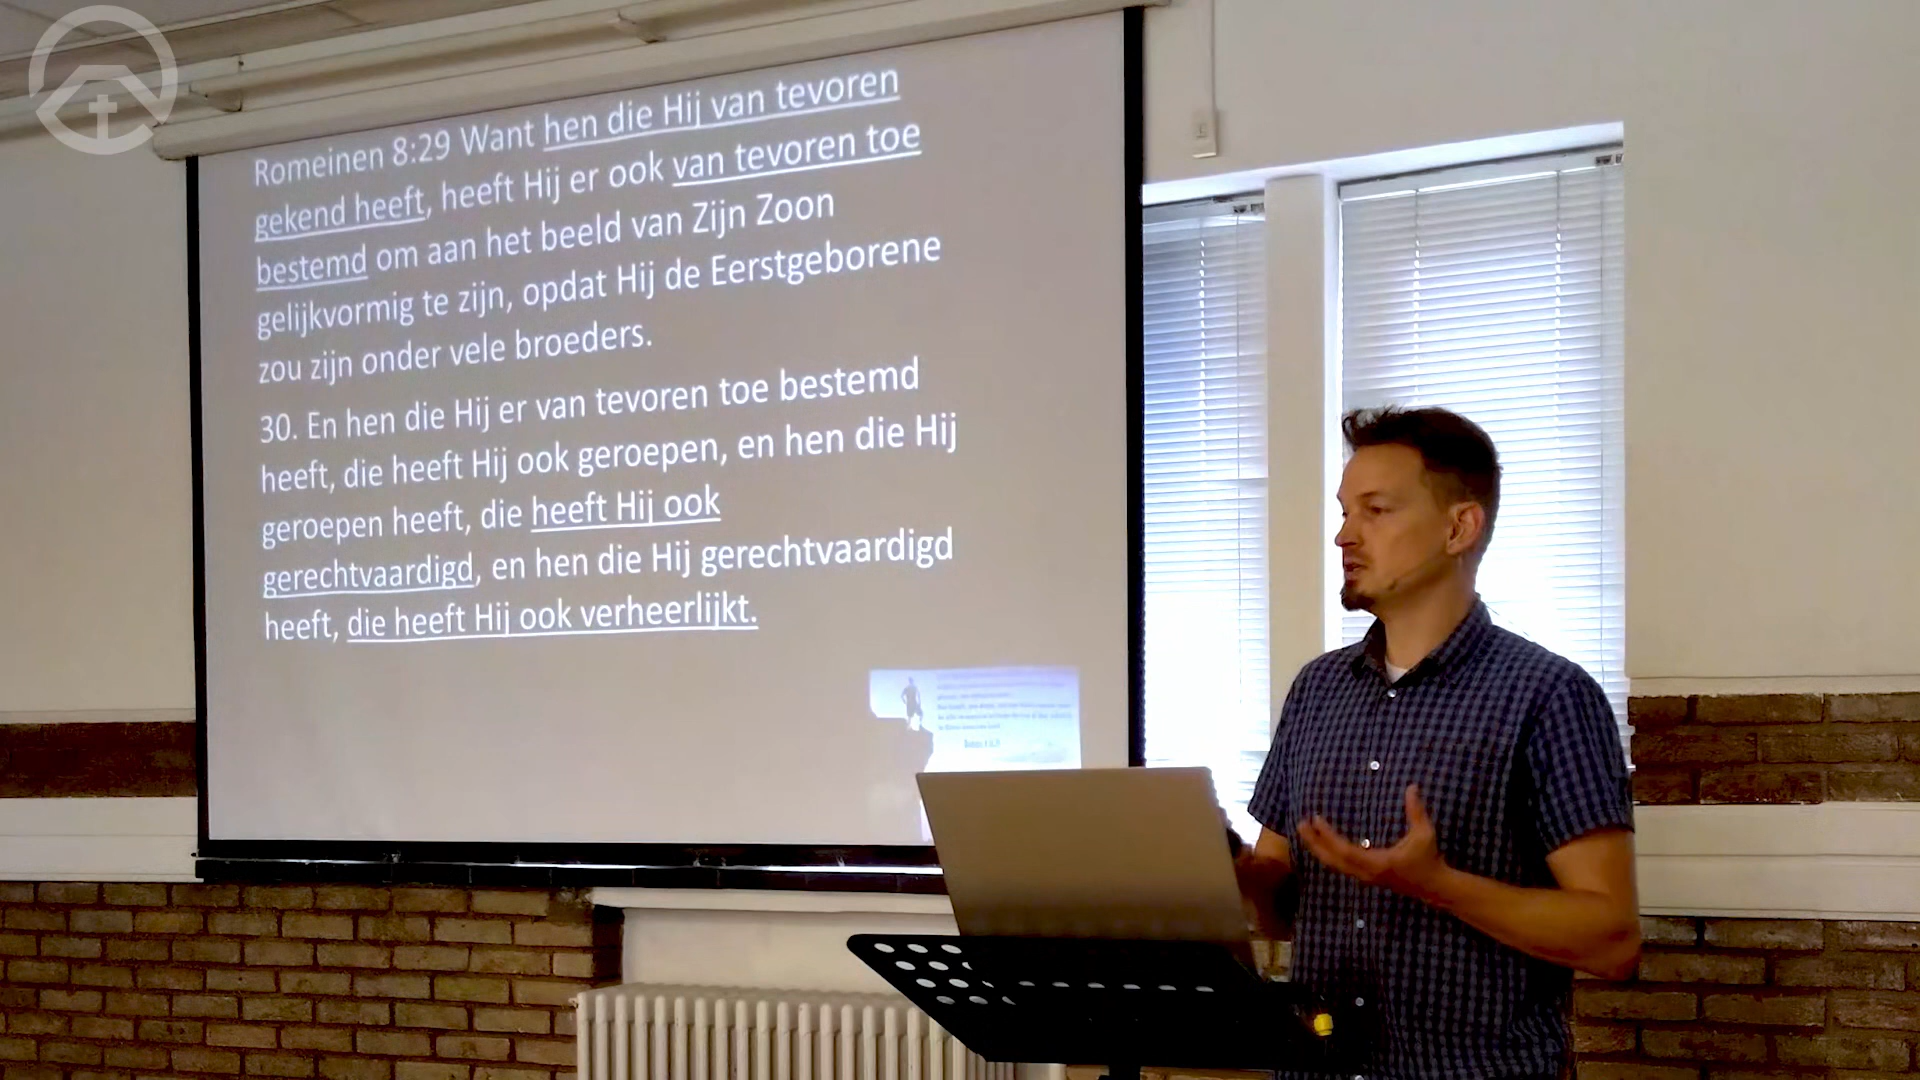 Romeinen 8:29 Want hen die Hij van tevoren
gekend heeft, heeft Hij er ook van tevoren toe
bestemd om aan het beeld van Zijn Zoon
gelijkvormig te zijn, opdat Hij de Eerstgeborene
zou zijn onder vele broeders.
30. En hen die Hij er van tevoren toe bestemd
heeft, die heeft Hij ook geroepen, en hen die Hij
geroepen heeft, die heeft Hij ook
gerechtvaardigd, en hen die Hij gerechtvaardigd
heeft, die heeft Hij ook verheerlijkt.